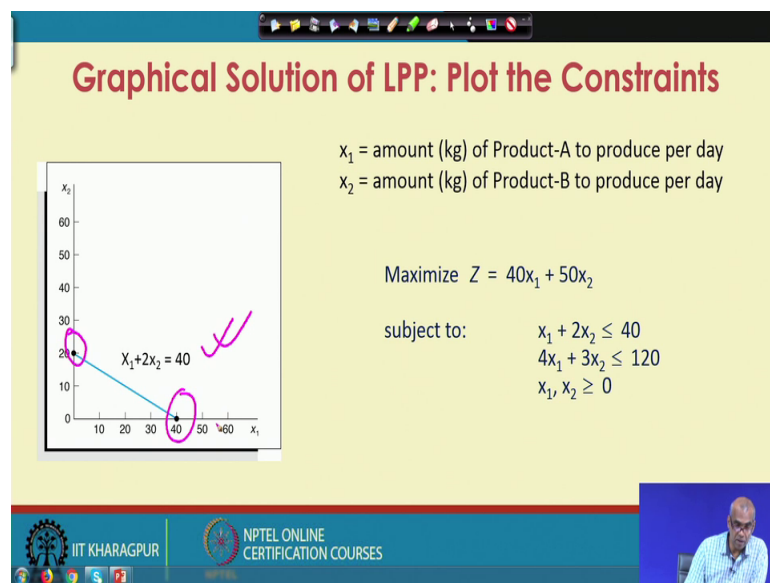 Graphical Solution of LPP: Plot the Constraints
x₁ = amount (kg) of Product-A to produce per day
x₂ = amount (kg) of Product-B to produce per day
x₂
60
50
40
30
20
10
0
X₁+2x₂ = 40
10 20 30 40 50 60 x₁
Maximize Z = 40x₁ + 50x₂
subject to: x₁ + 2x₂ ≤ 40
4x₁ + 3x₂ ≤ 120
x₁, x₂ ≥ 0
IIT KHARAGPUR
NPTEL ONLINE
CERTIFICATION COURSES